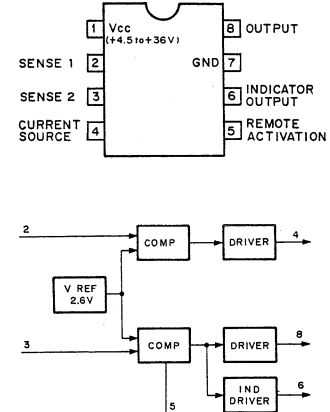 1 Vcc 8 OUTPUT
(+4.5 to +36V)
SENSE 1 2 GND 7
SENSE 2 3 6 INDICATOR
OUTPUT
CURRENT
SOURCE 4 5 REMOTE
ACTIVATION
2 COMP DRIVER 4
V REF
2.6V
3 COMP DRIVER 8
5 IND
DRIVER 6